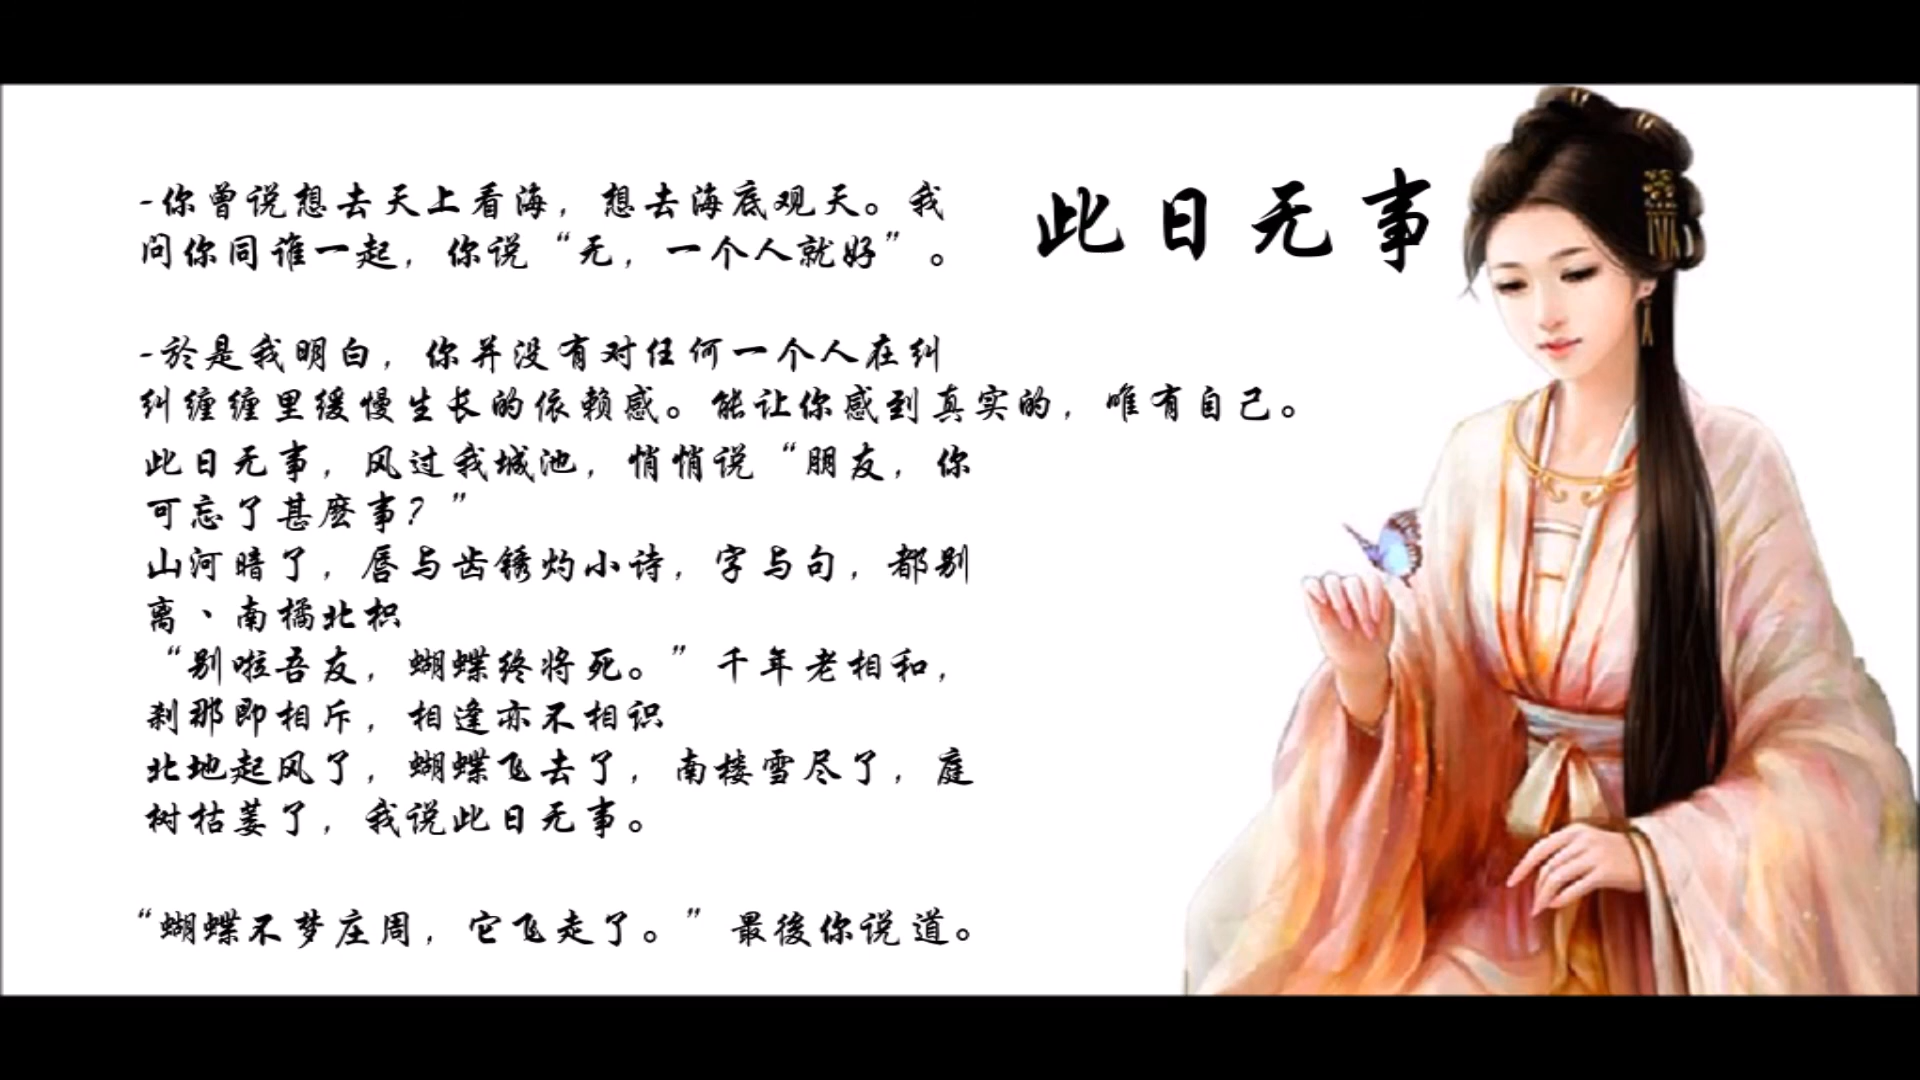 此日无事
-你曾说想去天上看海，想去海底观天。我
问你同谁一起，你说“无，一个人就好”。
-於是我明白，你并没有对任何一个人在纠
纠缠缠里缓慢生长的依赖感。能让你感到真实的，唯有自己。
此日无事，风过我城池，悄悄说“朋友，你
可忘了甚麽事？”
山河暗了，唇与齿锈灼小诗，字与句，都别
离、南橘北枳
“别啦吾友，蝴蝶终将死。”千年老相和，
刹那即相斥，相逢亦不相识
北地起风了，蝴蝶飞去了，南楼雪尽了，庭
树枯萎了，我说此日无事。
“蝴蝶不梦庄周，它飞走了。”最後你说道。